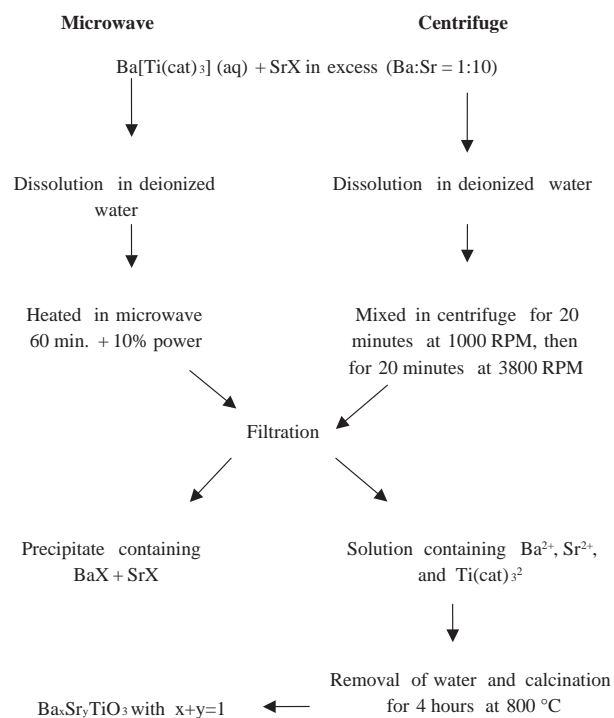 Microwave Centrifuge
Ba[Ti(cat)₃] (aq) + SrX in excess (Ba:Sr = 1:10)
Dissolution in deionized
water
Dissolution in deionized water
Heated in microwave
60 min. + 10% power
Mixed in centrifuge for 20
minutes at 1000 RPM, then
for 20 minutes at 3800 RPM
Filtration
Precipitate containing
BaX + SrX
Solution containing Ba²⁺, Sr²⁺,
and Ti(cat)₃²
Removal of water and calcination
for 4 hours at 800 °C
BaₓSrᵧTiO₃ with x+y=1